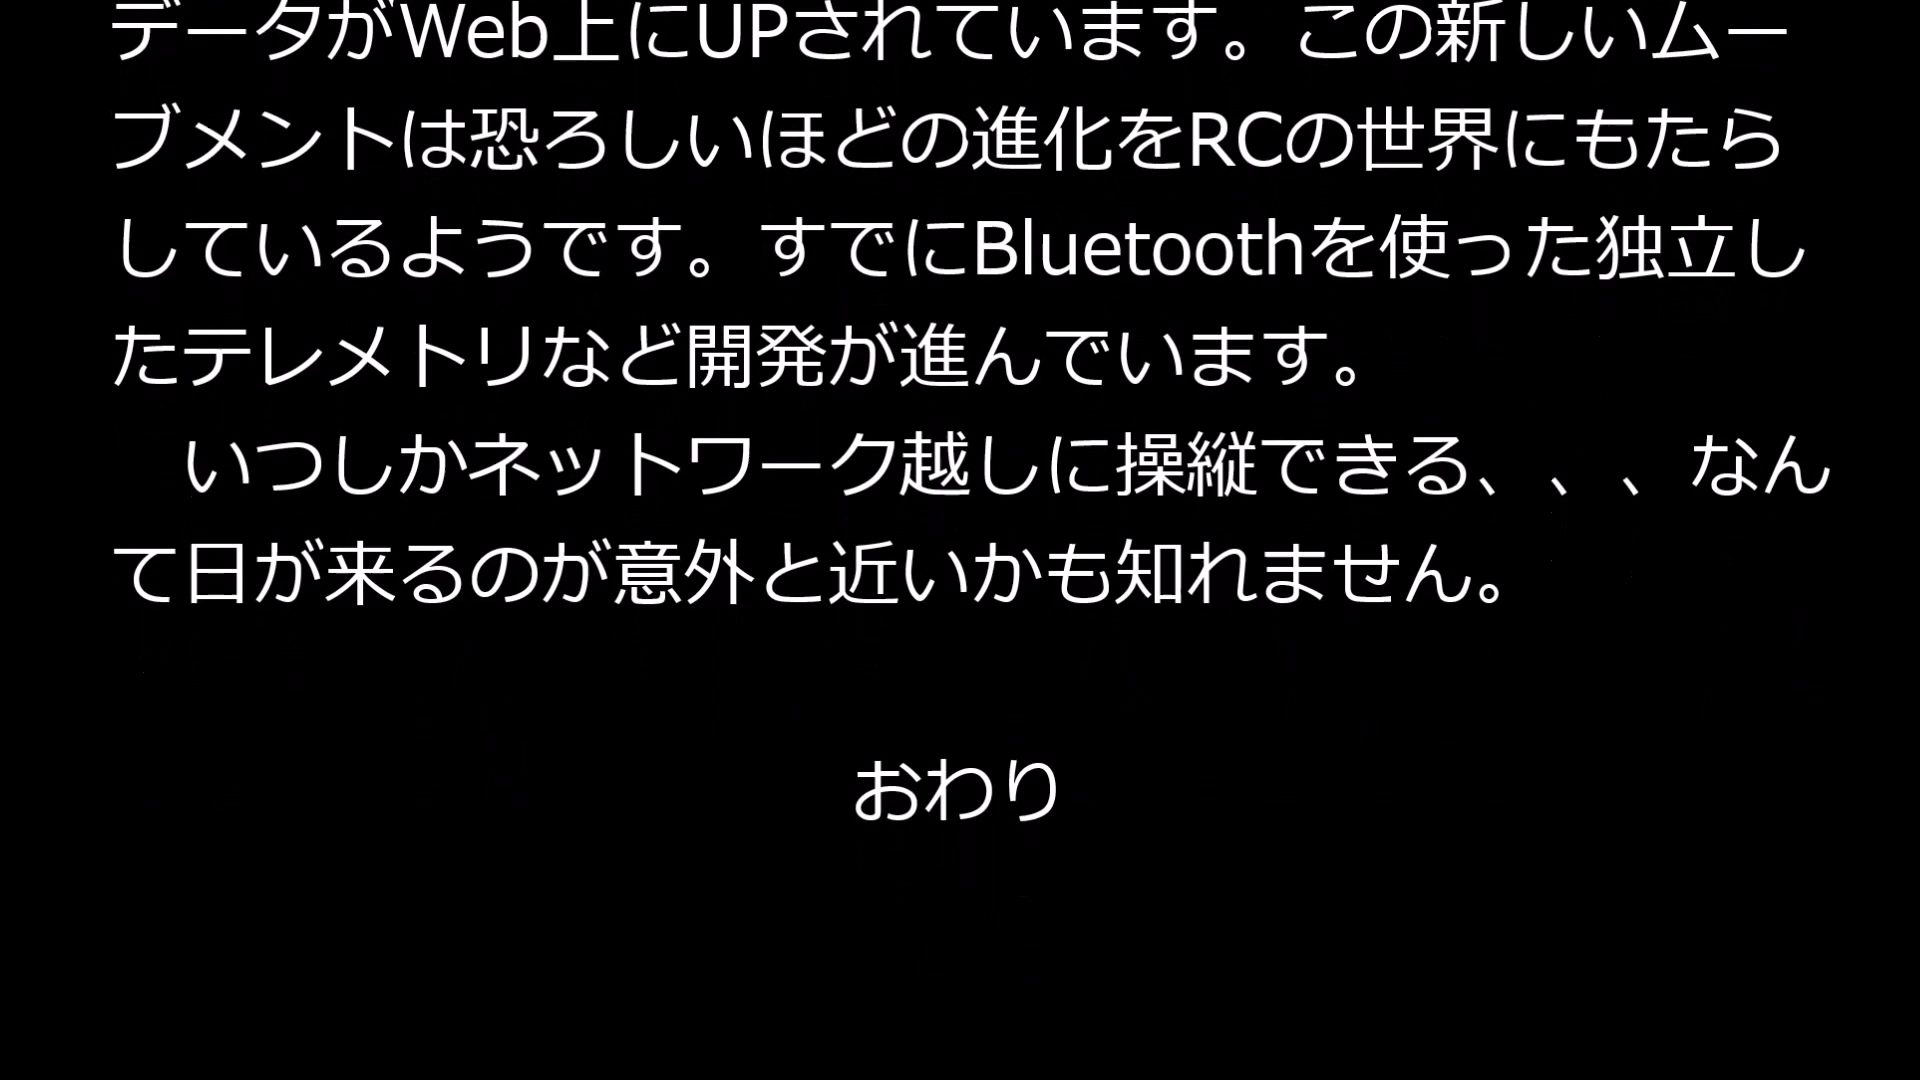 データがWeb上にUPされています。この新しいムー
ブメントは恐ろしいほどの進化をRCの世界にもたら
しているようです。すでにBluetoothを使った独立し
たテレメトリなど開発が進んでいます。
　いつしかネットワーク越しに操縦できる、、、なん
て日が来るのが意外と近いかも知れません。
おわり